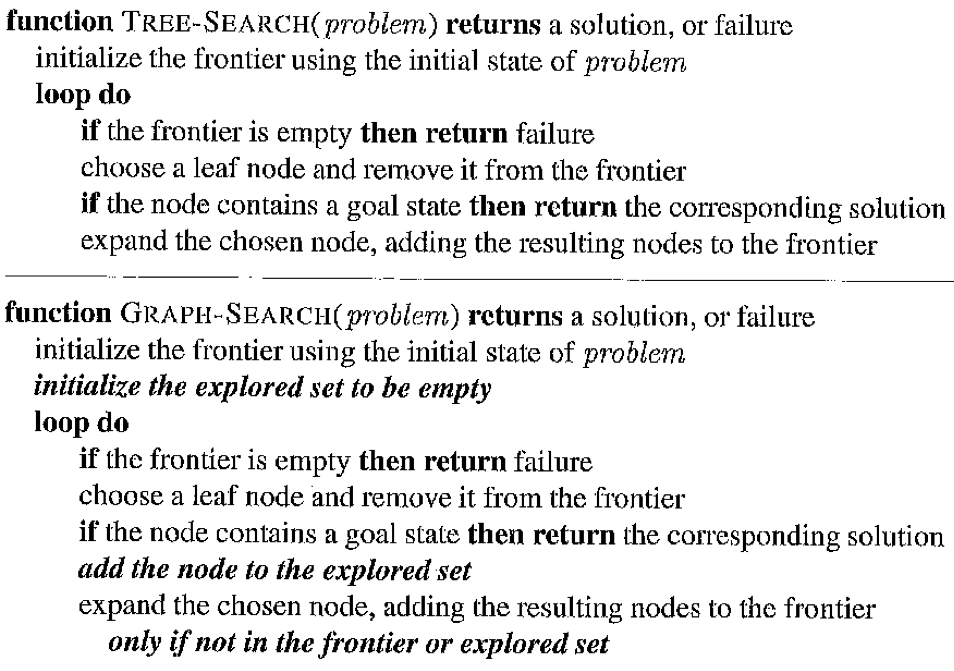 function TREE-SEARCH(problem) returns a solution, or failure
initialize the frontier using the initial state of problem
loop do
if the frontier is empty then return failure
choose a leaf node and remove it from the frontier
if the node contains a goal state then return the corresponding solution
expand the chosen node, adding the resulting nodes to the frontier
function GRAPH-SEARCH(problem) returns a solution, or failure
initialize the frontier using the initial state of problem
initialize the explored set to be empty
loop do
if the frontier is empty then return failure
choose a leaf node and remove it from the frontier
if the node contains a goal state then return the corresponding solution
add the node to the explored set
expand the chosen node, adding the resulting nodes to the frontier
only if not in the frontier or explored set